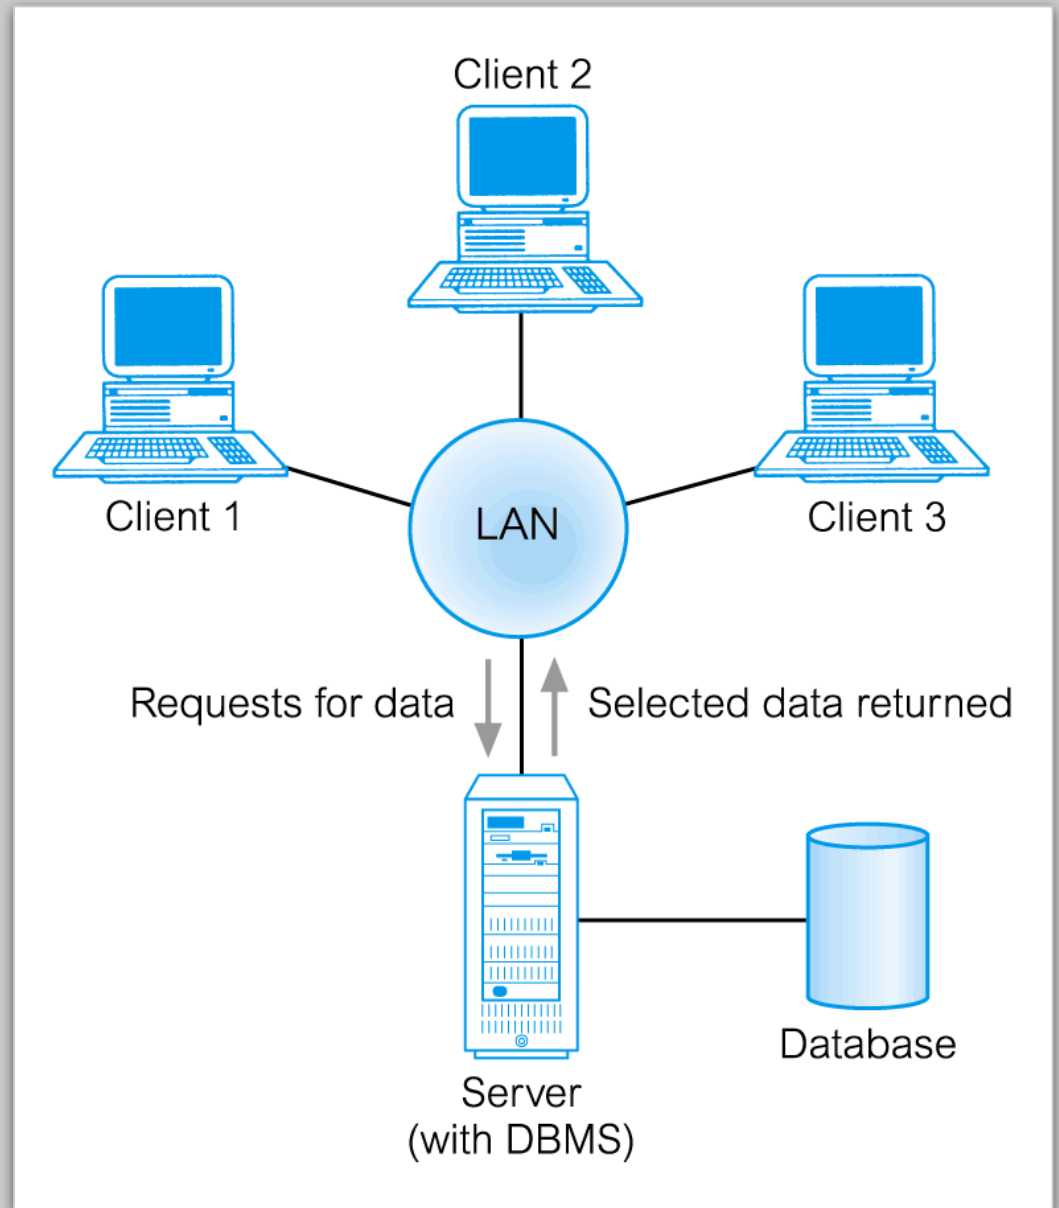 Client 2
Client 1
LAN
Client 3
Requests for data
Selected data returned
Database
Server
(with DBMS)